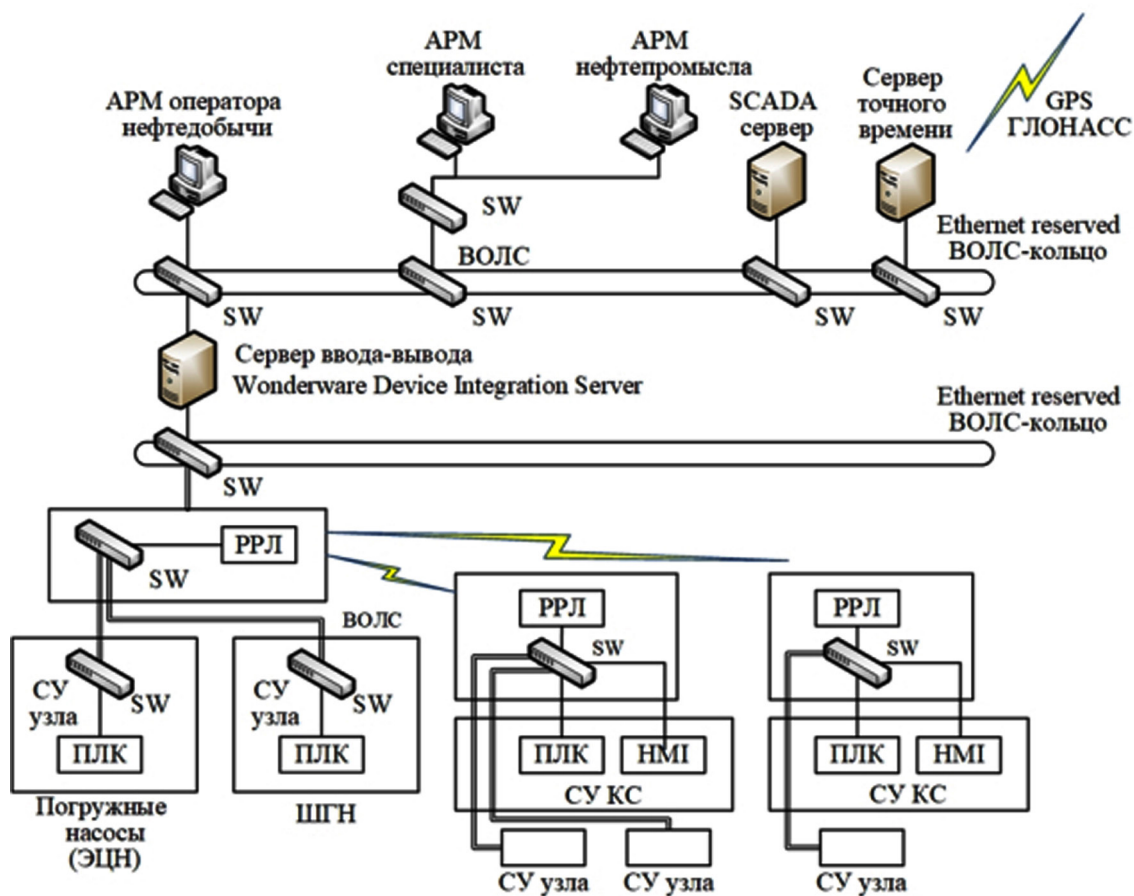 АРМ
специалиста
АРМ
нефтепромысла
АРМ оператора
нефтедобычи
SCADA
сервер
Сервер
точного
времени
GPS
ГЛОНАСС
SW
ВОЛС
Ethernet reserved
ВОЛС-кольцо
SW
SW
SW
SW
Сервер ввода-вывода
Wonderware Device Integration Server
Ethernet reserved
ВОЛС-кольцо
SW
РРЛ
SW
ВОЛС
СУ
узла
SW
ПЛК
Погружные
насосы
(ЭЦН)
СУ
узла
SW
ПЛК
ШГН
РРЛ
SW
ПЛК
HMI
СУ КС
СУ узла
СУ узла
РРЛ
SW
ПЛК
HMI
СУ КС
СУ узла